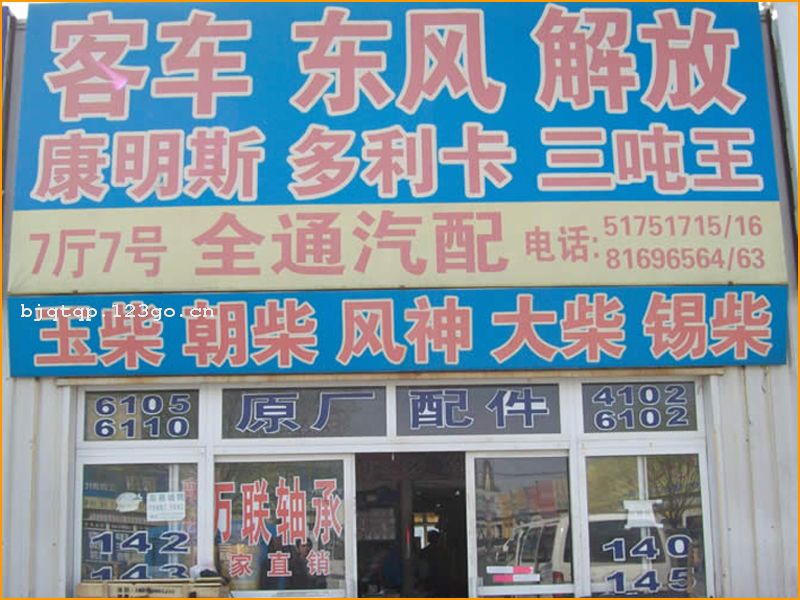 客车 东风 解放
康明斯 多利卡 三吨王
7厅7号 全通汽配 电话: 51751715/16
81696564/63
bjqtqp.123go.cn
玉柴 朝柴 风神 大柴 锡柴
6105
6110
原厂 配件
4102
6102
万联轴承
家直销
142
143
140
145